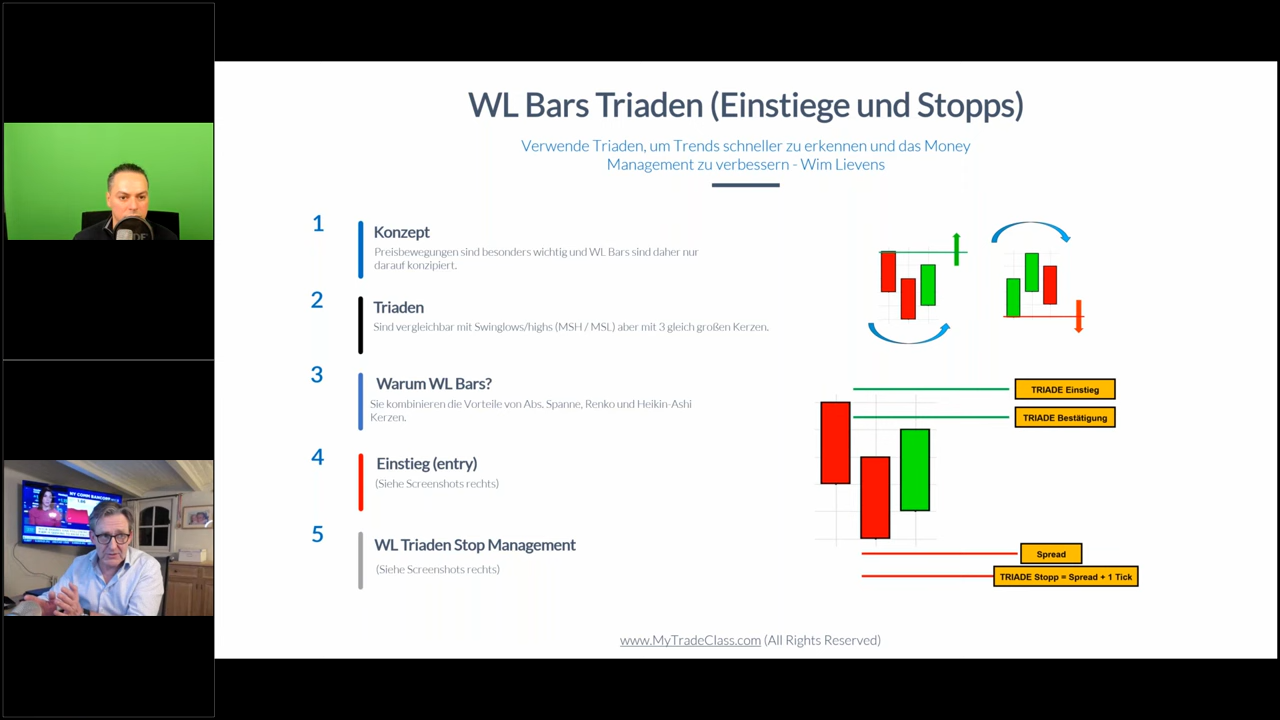 WL Bars Triaden (Einstiege und Stopps)
Verwende Triaden, um Trends schneller zu erkennen und das Money
Management zu verbessern - Wim Lievens
1
Konzept
Preisbewegungen sind besonders wichtig und WL Bars sind daher nur
darauf konzipiert.
2
Triaden
Sind vergleichbar mit Swinglows/highs (MSH / MSL) aber mit 3 gleich großen Kerzen.
3
Warum WL Bars?
Sie kombinieren die Vorteile von Abs. Spanne, Renko und Heikin-Ashi
Kerzen.
4
Einstieg (entry)
(Siehe Screenshots rechts)
5
WL Triaden Stop Management
(Siehe Screenshots rechts)
TRIADE Einstieg
TRIADE Bestätigung
Spread
TRIADE Stopp = Spread + 1 Tick
www.MyTradeClass.com (All Rights Reserved)